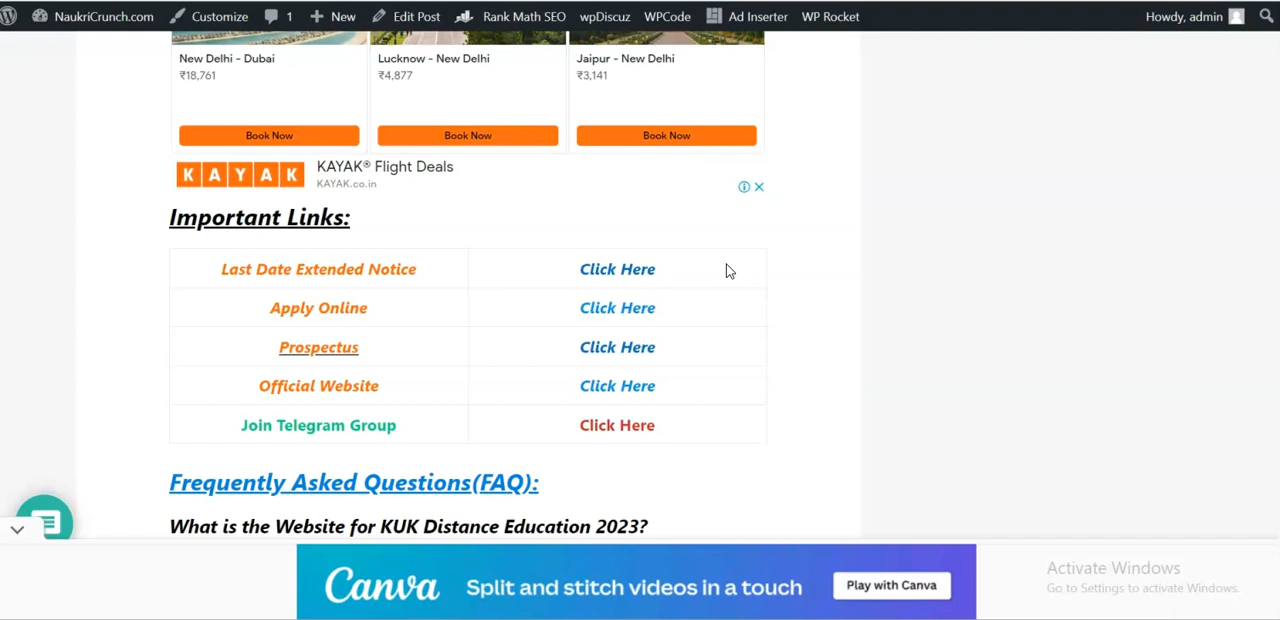 NaukriCrunch.com Customize 1 New Edit Post Rank Math SEO wpDiscuz WPCode Ad Inserter WP Rocket Howdy, admin
New Delhi - Dubai Lucknow - New Delhi Jaipur - New Delhi
₹18,761 ₹4,877 ₹3,141
Book Now Book Now Book Now
KAYAK KAYAK® Flight Deals
KAYAK.co.in
Important Links:
Last Date Extended Notice Click Here
Apply Online Click Here
Prospectus Click Here
Official Website Click Here
Join Telegram Group Click Here
Frequently Asked Questions(FAQ):
What is the Website for KUK Distance Education 2023?
Canva Split and stitch videos in a touch Play with Canva
Activate Windows
Go to Settings to activate Windows.